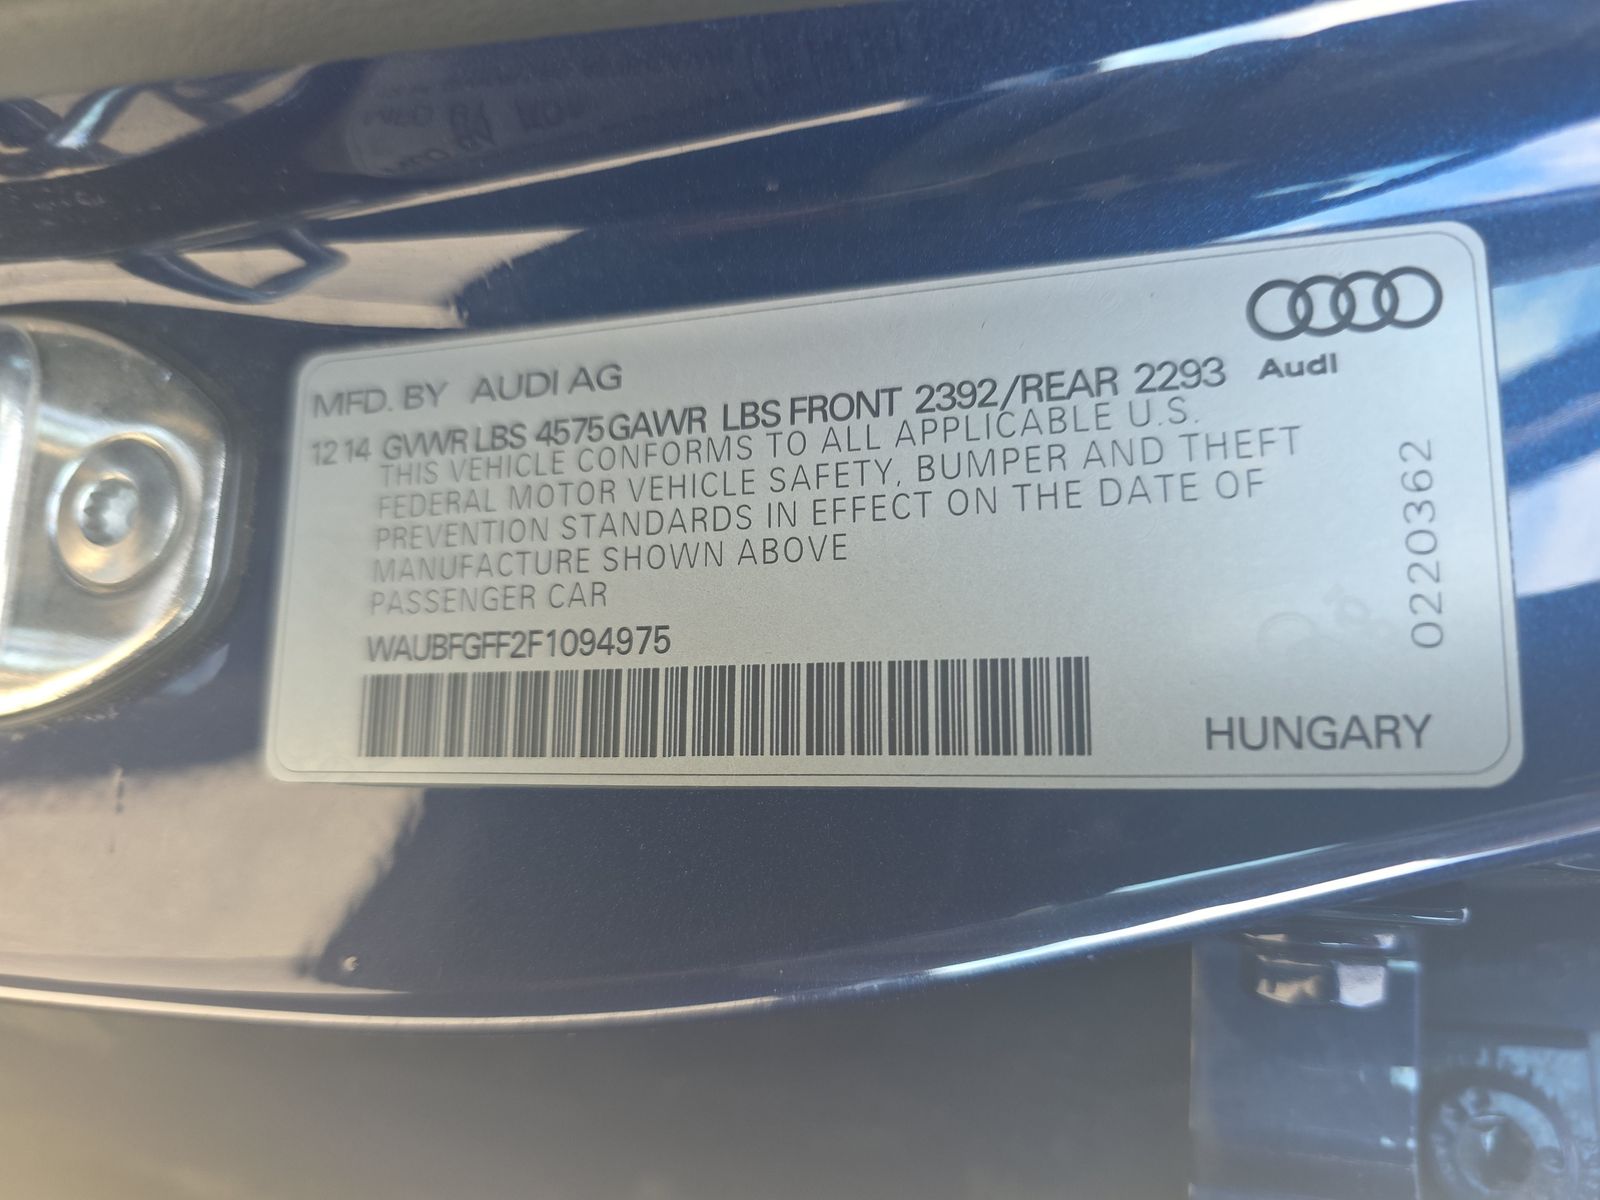 MFD. BY AUDI AG
12 14 GVWR LBS 4575 GAWR LBS FRONT 2392/REAR 2293
THIS VEHICLE CONFORMS TO ALL APPLICABLE U.S.
FEDERAL MOTOR VEHICLE SAFETY, BUMPER AND THEFT
PREVENTION STANDARDS IN EFFECT ON THE DATE OF
MANUFACTURE SHOWN ABOVE
PASSENGER CAR
WAUBFGFF2F1094975
Audi
0220362
HUNGARY